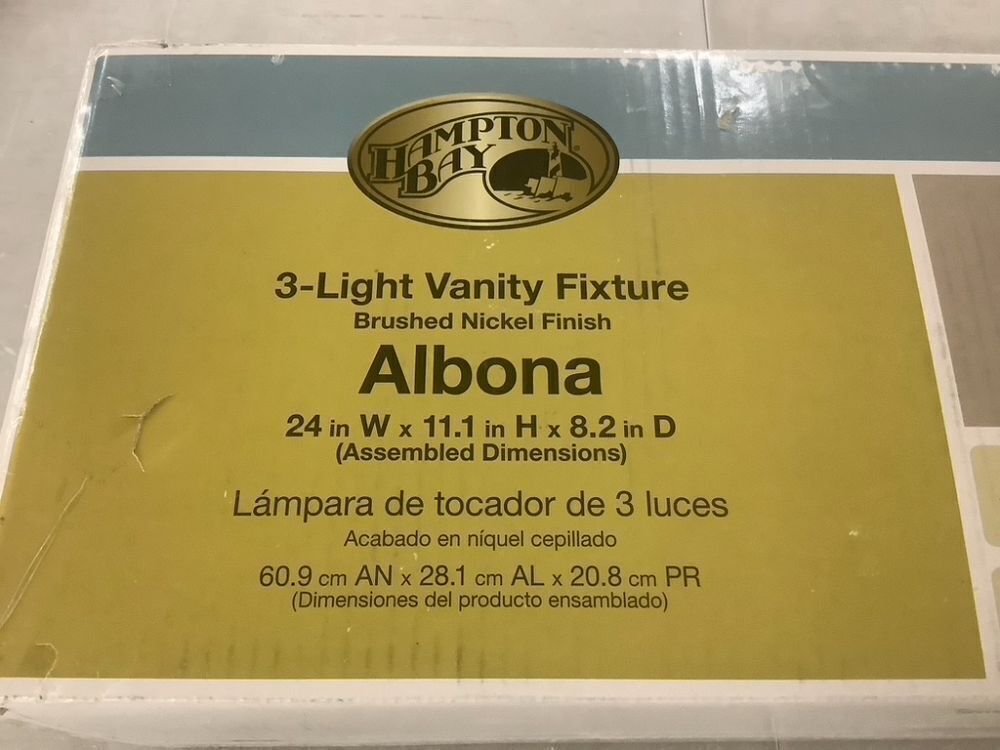 HAMPTON
BAY
3-Light Vanity Fixture
Brushed Nickel Finish
Albona
24 in W x 11.1 in H x 8.2 in D
(Assembled Dimensions)
Lámpara de tocador de 3 luces
Acabado en níquel cepillado
60.9 cm AN x 28.1 cm AL x 20.8 cm PR
(Dimensiones del producto ensamblado)